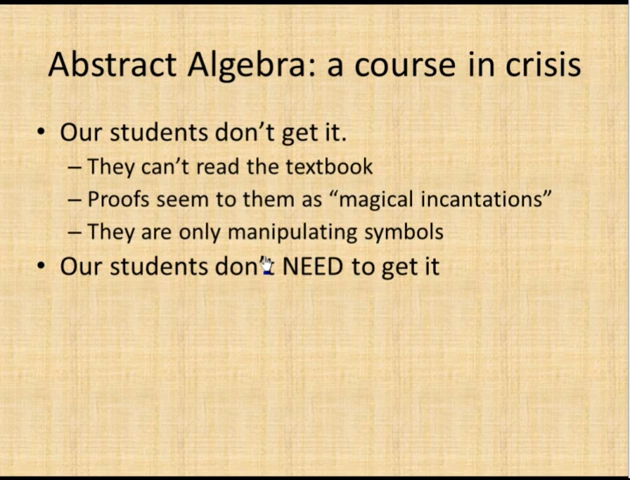 Abstract Algebra: a course in crisis
• Our students don’t get it.
– They can’t read the textbook
– Proofs seem to them as “magical incantations”
– They are only manipulating symbols
• Our students don’t NEED to get it